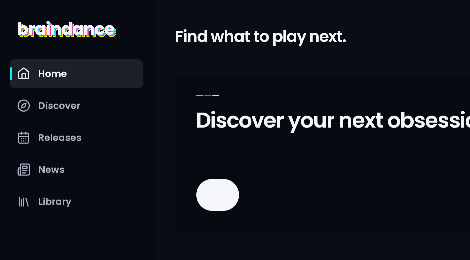 braindance
Home
Discover
Releases
News
Library
Find what to play next.
Discover your next obsessio